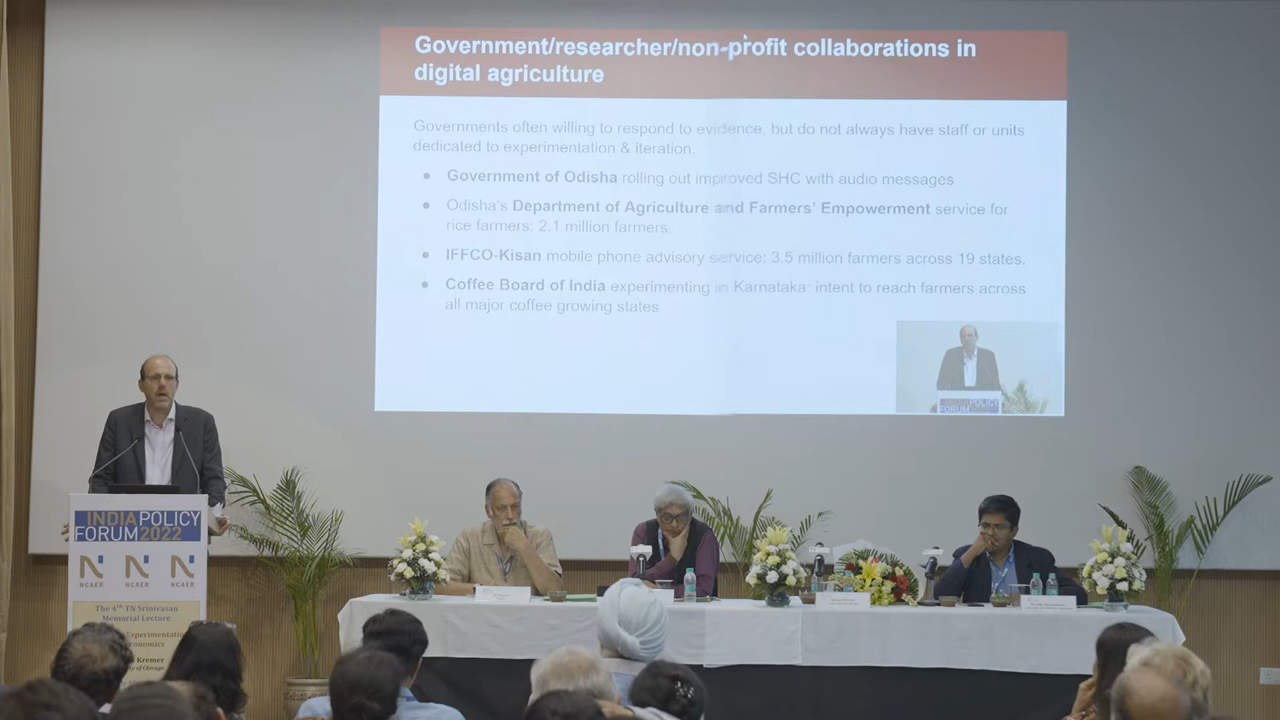 Government/researcher/non-profit collaborations in
digital agriculture
Governments often willing to respond to evidence, but do not always have staff or units
dedicated to experimentation & iteration.
• Government of Odisha rolling out improved SHC with audio messages
• Odisha's Department of Agriculture and Farmers' Empowerment service for
rice farmers: 2.1 million farmers
• IFFCO-Kisan mobile phone advisory service: 3.5 million farmers across 19 states.
• Coffee Board of India experimenting in Karnataka: intent to reach farmers across
all major coffee growing states
INDIA POLICY
FORUM
INDIA POLICY
FORUM 2022
NCAER NCAER NCAER
The 4th TN Srinivasan
Memorial Lecture
Kremer
of Chicago